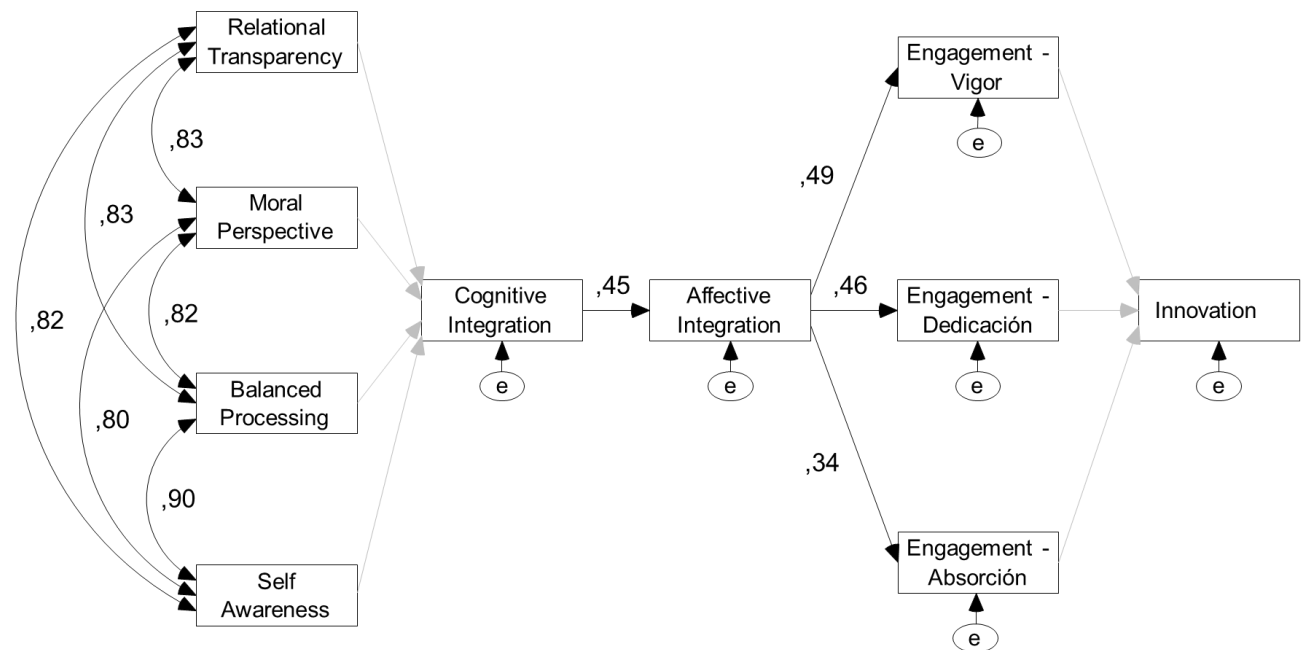 Relational
Transparency
,83
Moral
Perspective
,83
,82
,82
Balanced
Processing
,80
,90
Self
Awareness
Cognitive
Integration
e
,45
Affective
Integration
e
,49
,46
,34
Engagement -
Vigor
e
Engagement -
Dedicación
e
Engagement -
Absorción
e
Innovation
e